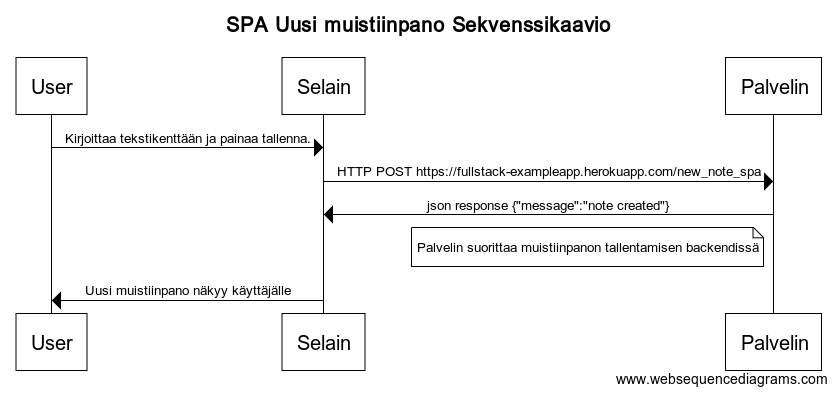 SPA Uusi muistiinpano Sekvenssikaavio
User
Selain
Palvelin
Kirjoittaa tekstikenttään ja painaa tallenna.
HTTP POST https://fullstack-exampleapp.herokuapp.com/new_note_spa
json response {"message":"note created"}
Palvelin suorittaa muistiinpanon tallentamisen backendissä
Uusi muistiinpano näkyy käyttäjälle
User
Selain
Palvelin
www.websequencediagrams.com